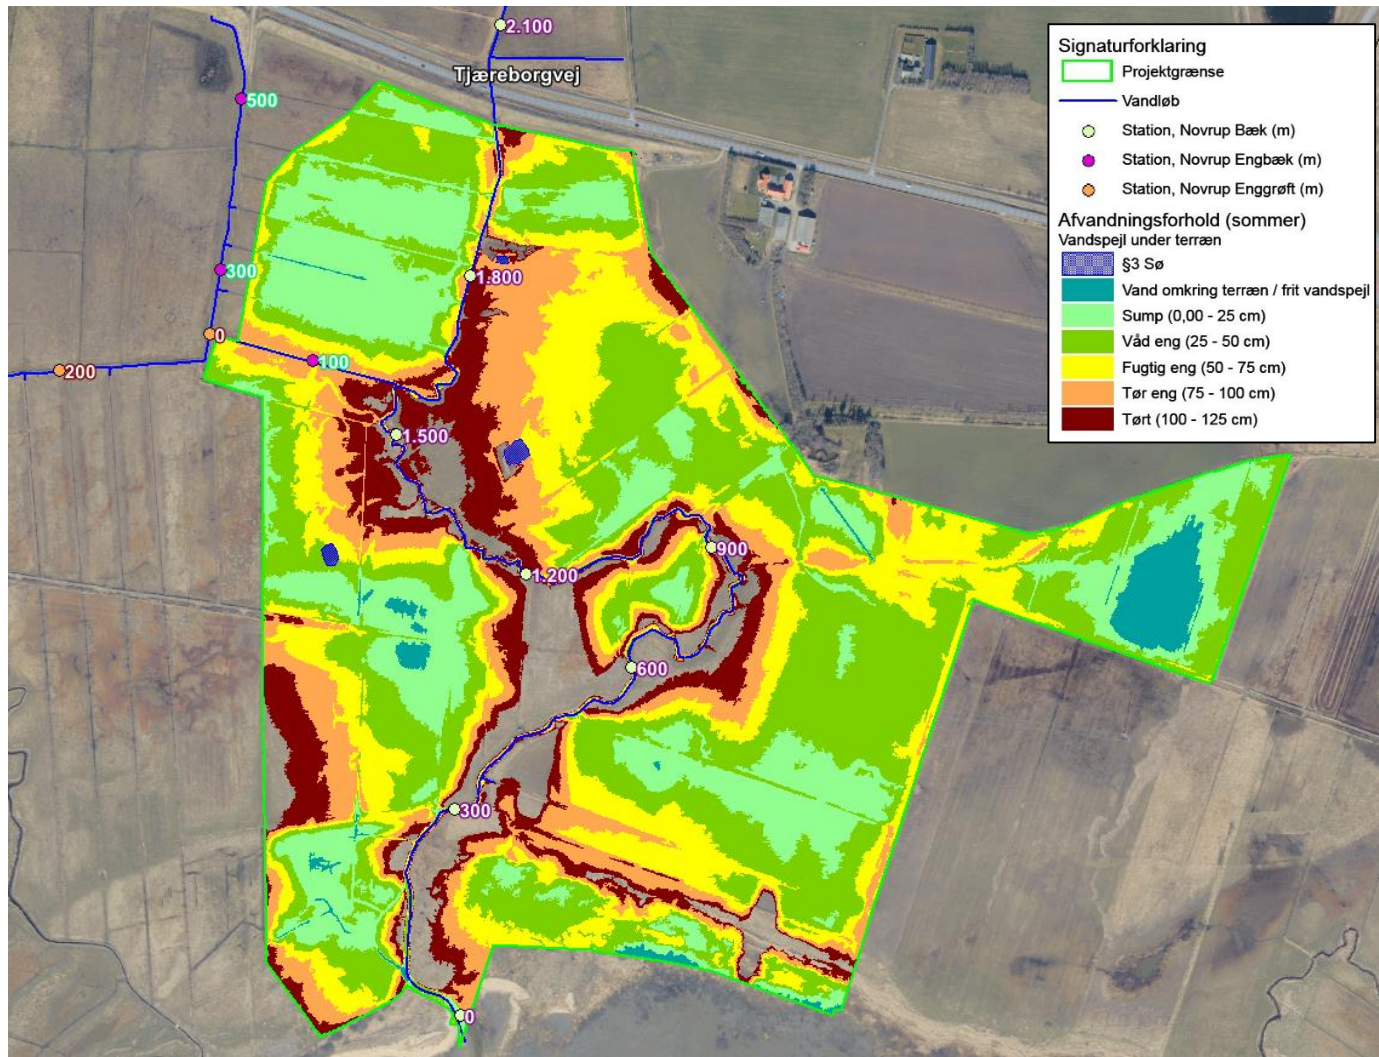 2.100
Tjæreborgvej
500
300
1.800
0
100
200
1.500
900
1.200
600
300
0
Signaturforklaring
Projektgrænse
Vandløb
Station, Novrup Bæk (m)
Station, Novrup Engbæk (m)
Station, Novrup Enggrøft (m)
Afvandningsforhold (sommer)
Vandspejl under terræn
§3 Sø
Vand omkring terræn / frit vandspejl
Sump (0,00 - 25 cm)
Våd eng (25 - 50 cm)
Fugtig eng (50 - 75 cm)
Tør eng (75 - 100 cm)
Tørt (100 - 125 cm)